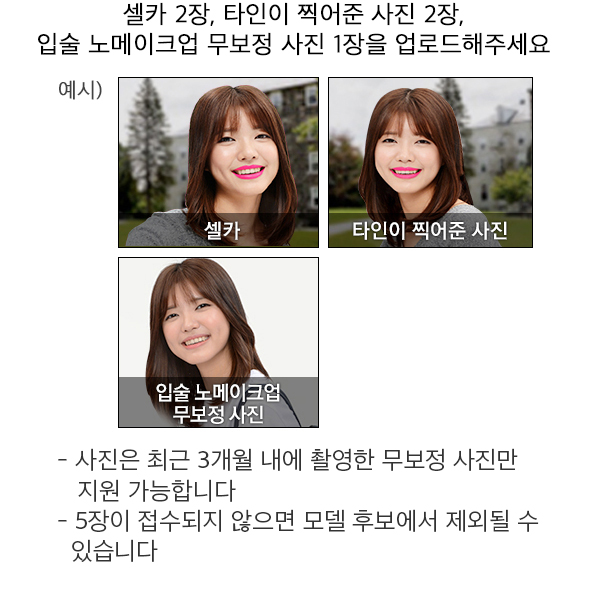 셀카 2장, 타인이 찍어준 사진 2장,
입술 노메이크업 무보정 사진 1장을 업로드해주세요
예시)
셀카
타인이 찍어준 사진
입술 노메이크업
무보정 사진
- 사진은 최근 3개월 내에 촬영한 무보정 사진만
지원 가능합니다
- 5장이 접수되지 않으면 모델 후보에서 제외될 수
있습니다